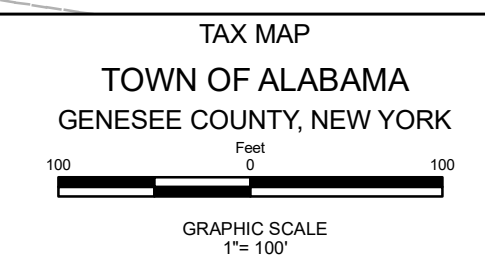 TAX MAP
TOWN OF ALABAMA
GENESEE COUNTY, NEW YORK
Feet
100 0 100
GRAPHIC SCALE
1"= 100'